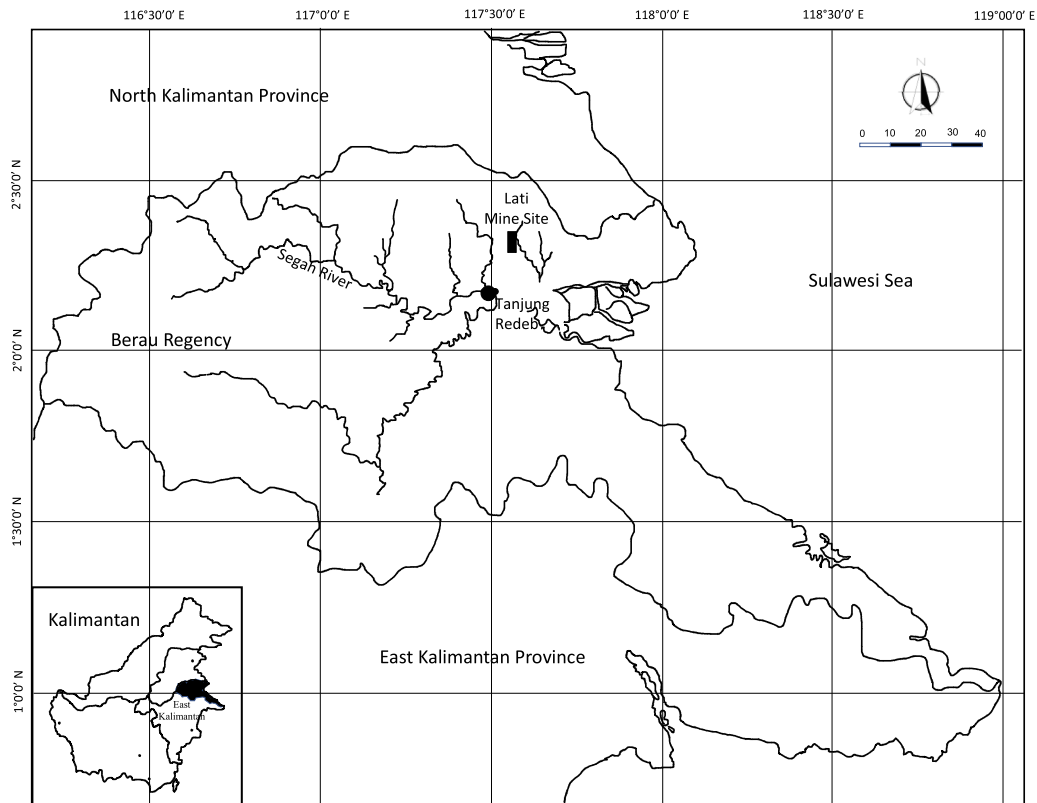 116°30'0" E 117°0'0" E 117°30'0" E 118°0'0" E 118°30'0" E 119°0'0" E
North Kalimantan Province
N
0 10 20 30 40
2°30'0" N
Lati
Mine Site
Segah River
Sulawesi Sea
Tanjung
Redeb
Berau Regency
2°0'0" N
1°30'0" N
Kalimantan
East Kalimantan Province
1°0'0" N
East
Kalimantan